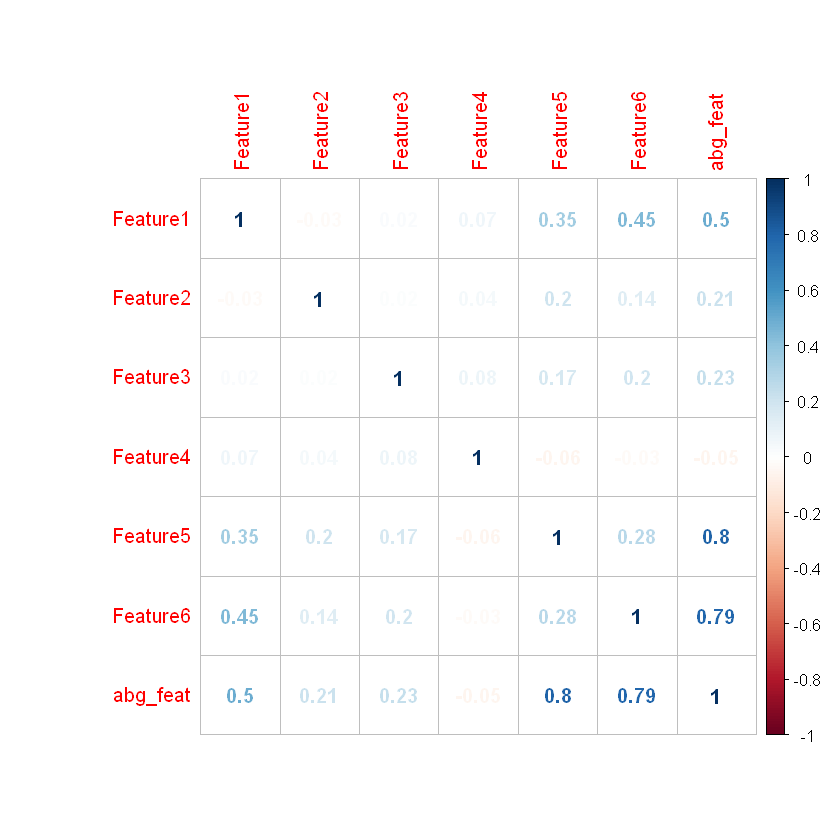 Feature1 Feature2 Feature3 Feature4 Feature5 Feature6 abg_feat
Feature1 1 -0.03 0.02 0.07 0.35 0.45 0.5
Feature2 -0.03 1 0.02 0.04 0.2 0.14 0.21
Feature3 0.02 0.02 1 0.08 0.17 0.2 0.23
Feature4 0.07 0.04 0.08 1 -0.06 -0.03 -0.05
Feature5 0.35 0.2 0.17 -0.06 1 0.28 0.8
Feature6 0.45 0.14 0.2 -0.03 0.28 1 0.79
abg_feat 0.5 0.21 0.23 -0.05 0.8 0.79 1
1
0.8
0.6
0.4
0.2
0
-0.2
-0.4
-0.6
-0.8
-1